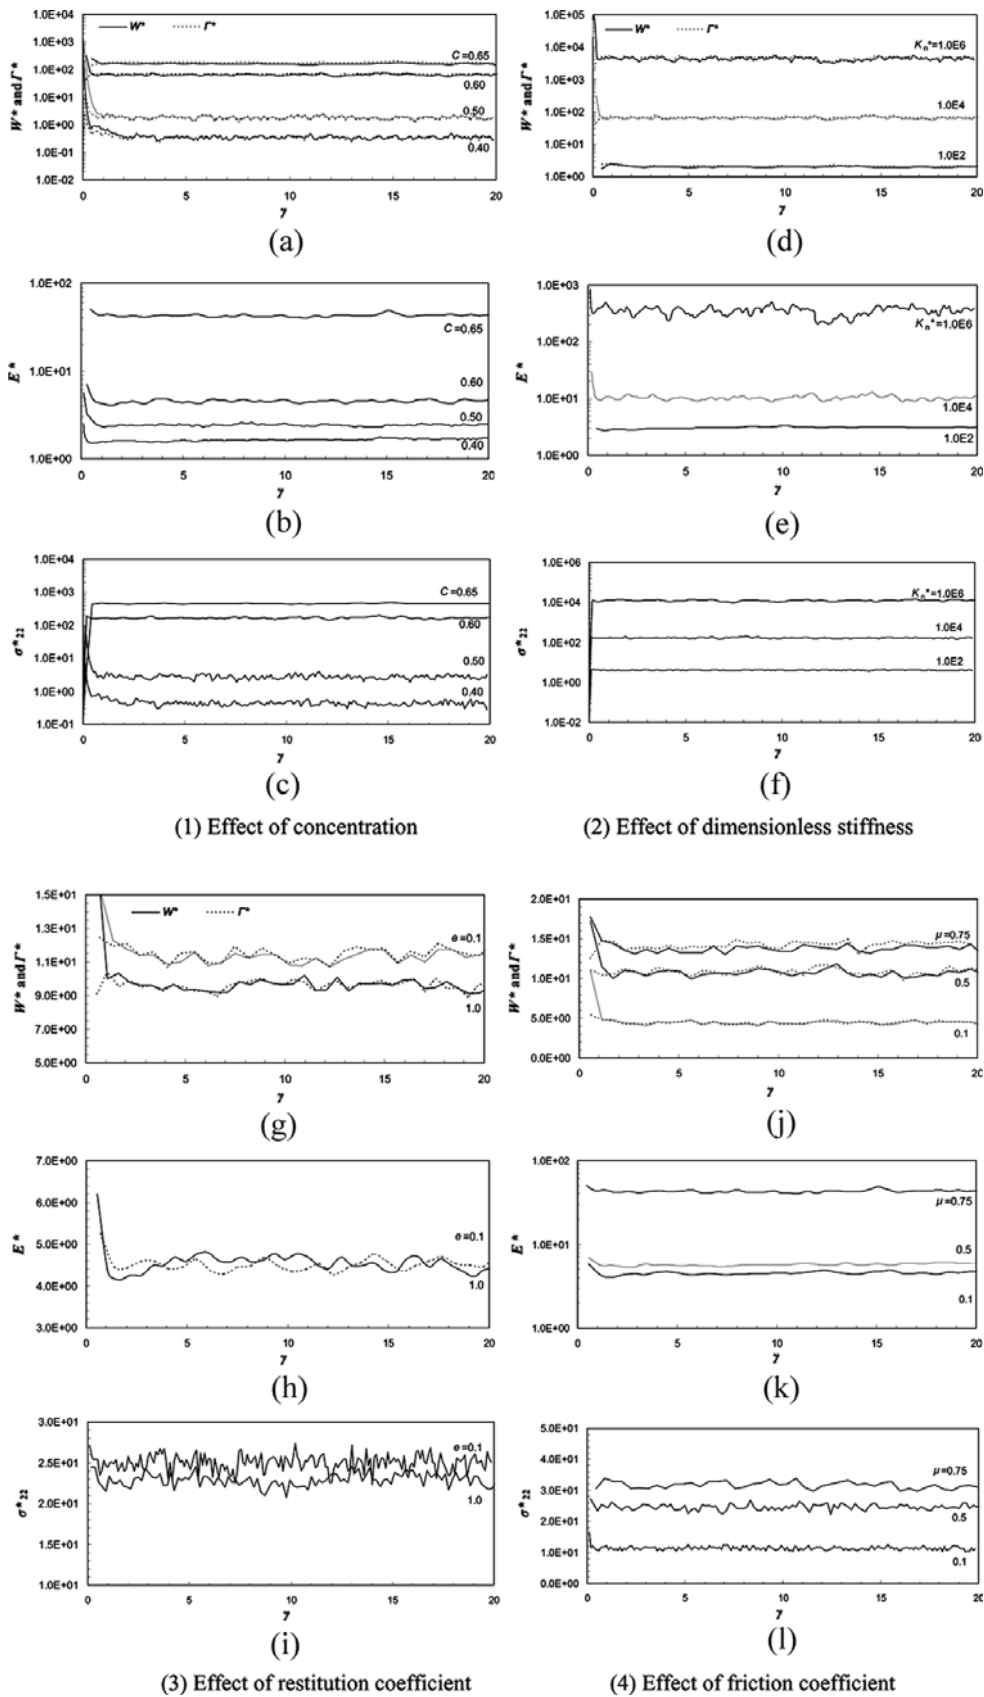 W* Γ*
1.0E+04
1.0E+03
1.0E+02
1.0E+01
1.0E+00
1.0E-01
1.0E-02
W* and Γ*
C=0.65
0.60
0.50
0.40
0 5 10 15 20
γ
(a)
W* Γ*
1.0E+05
1.0E+04
1.0E+03
1.0E+02
1.0E+01
1.0E+00
W* and Γ*
Kn*=1.0E6
1.0E4
1.0E2
0 5 10 15 20
γ
(d)
1.0E+02
1.0E+01
1.0E+00
E*
C=0.65
0.60
0.50
0.40
0 5 10 15 20
γ
(b)
1.0E+03
1.0E+02
1.0E+01
1.0E+00
E*
Kn*=1.0E6
1.0E4
1.0E2
0 5 10 15 20
γ
(e)
1.0E+04
1.0E+03
1.0E+02
1.0E+01
1.0E+00
1.0E-01
σ*22
C=0.65
0.60
0.50
0.40
0 5 10 15 20
γ
(c)
1.0E+06
1.0E+04
1.0E+02
1.0E+00
1.0E-02
σ*22
Kn*=1.0E6
1.0E4
1.0E2
0 5 10 15 20
γ
(f)
(1) Effect of concentration
(2) Effect of dimensionless stiffness
W* Γ*
1.5E+01
1.3E+01
1.1E+01
9.0E+00
7.0E+00
5.0E+00
W* and Γ*
e=0.1
1.0
0 5 10 15 20
γ
(g)
2.0E+01
1.5E+01
1.0E+01
5.0E+00
0.0E+00
W* and Γ*
μ=0.75
0.5
0.1
0 5 10 15 20
γ
(j)
7.0E+00
6.0E+00
5.0E+00
4.0E+00
3.0E+00
E*
e=0.1
1.0
0 5 10 15 20
γ
(h)
1.0E+02
1.0E+01
1.0E+00
E*
μ=0.75
0.5
0.1
0 5 10 15 20
γ
(k)
3.0E+01
2.5E+01
2.0E+01
1.5E+01
1.0E+01
σ*22
e=0.1
1.0
0 5 10 15 20
γ
(i)
5.0E+01
4.0E+01
3.0E+01
2.0E+01
1.0E+01
0.0E+00
σ*22
μ=0.75
0.5
0.1
0 5 10 15 20
γ
(l)
(3) Effect of restitution coefficient
(4) Effect of friction coefficient